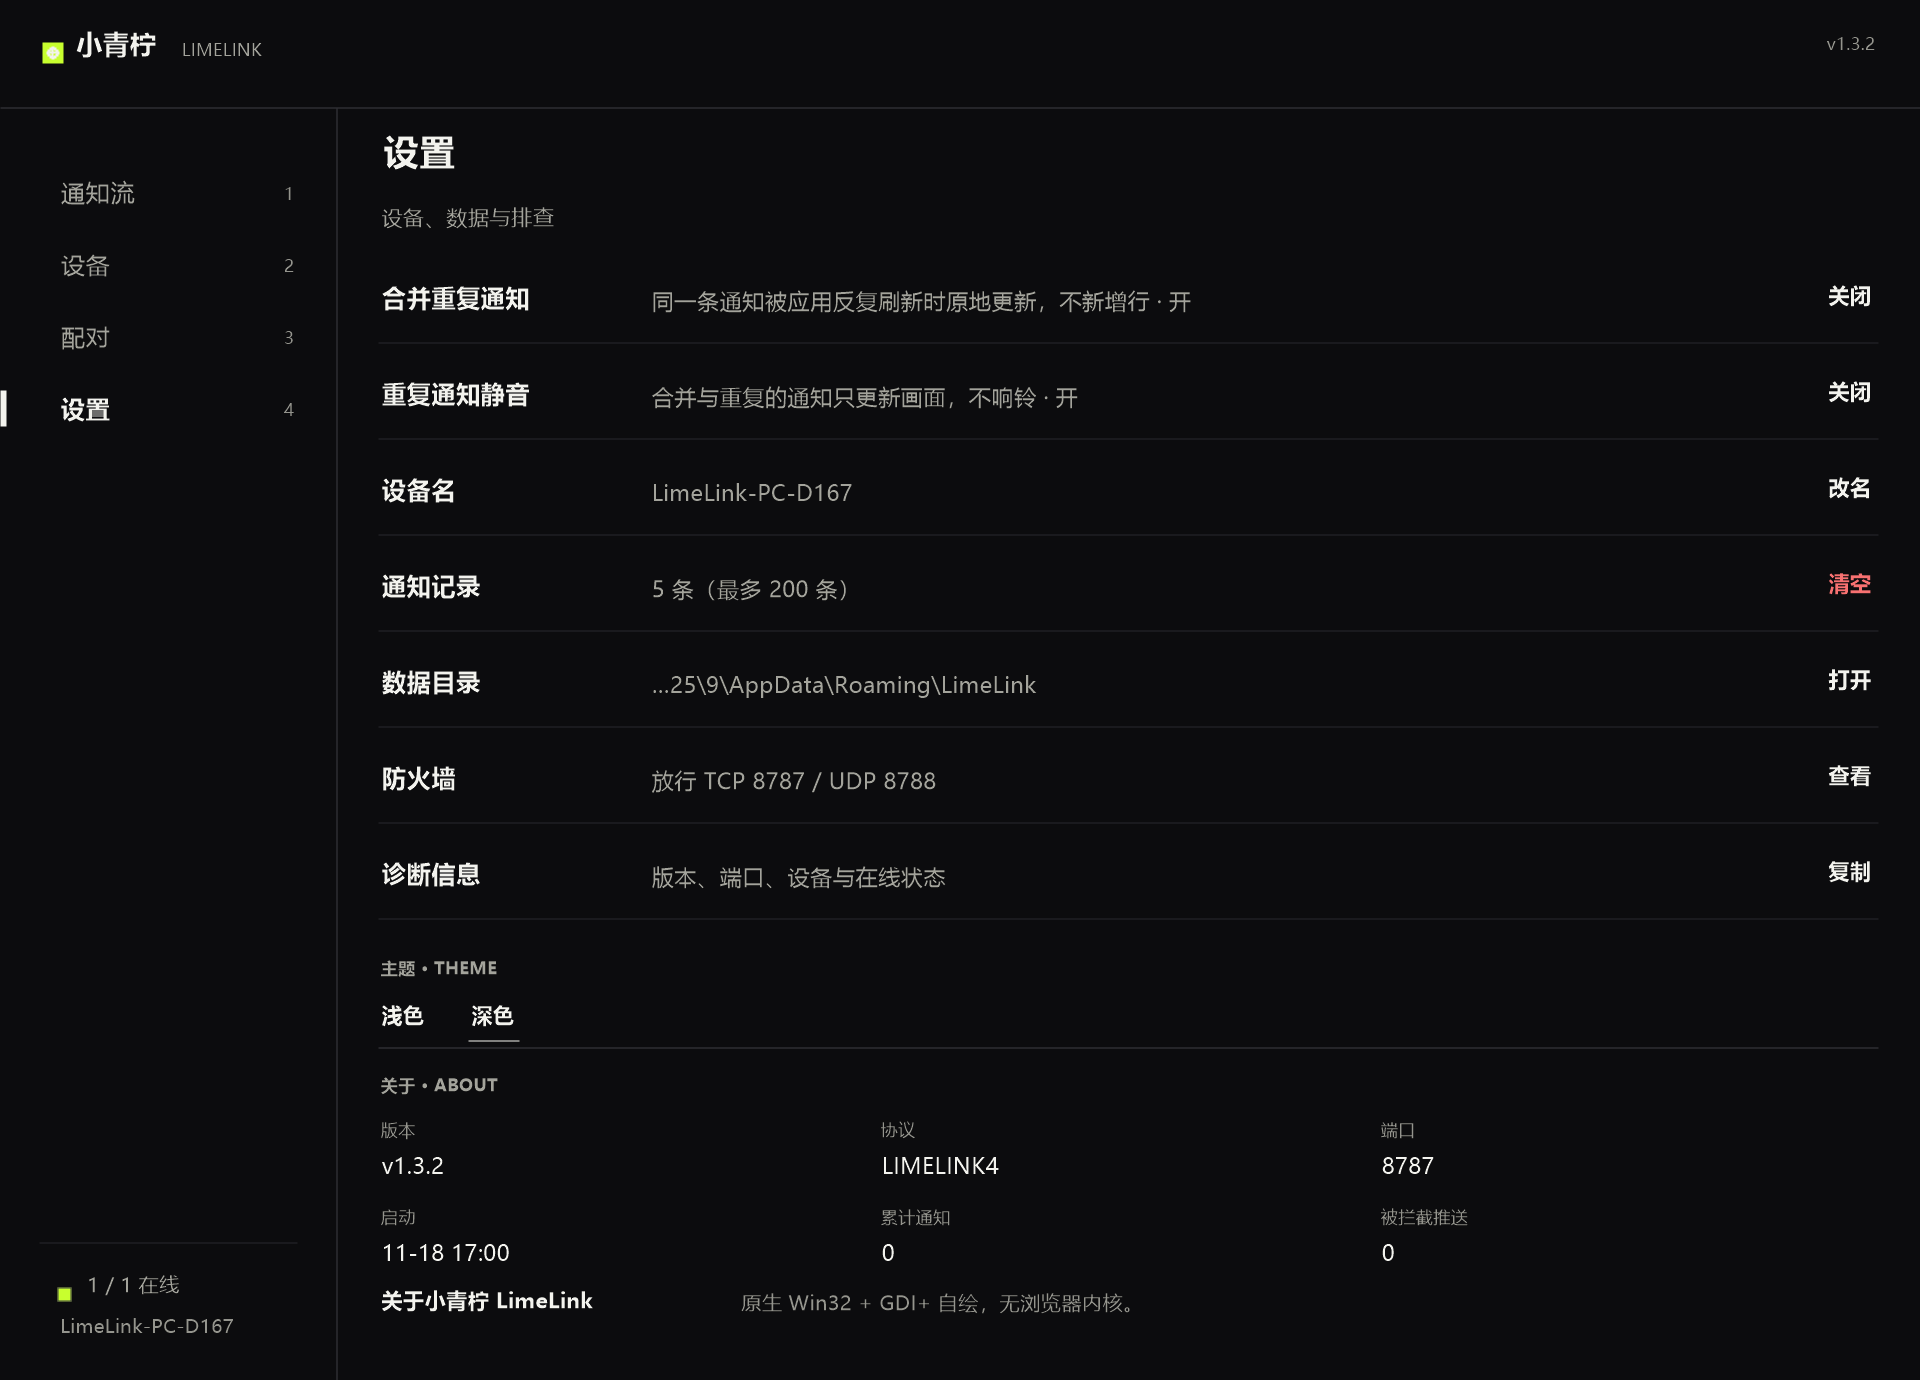 小青柠 LIMELINK
v1.3.2
通知流 1
设备 2
配对 3
设置 4
1 / 1 在线
LimeLink-PC-D167
设置
设备、数据与排查
合并重复通知 同一条通知被应用反复刷新时原地更新，不新增行 · 开 关闭
重复通知静音 合并与重复的通知只更新画面，不响铃 · 开 关闭
设备名 LimeLink-PC-D167 改名
通知记录 5 条（最多 200 条） 清空
数据目录 ...25\9\AppData\Roaming\LimeLink 打开
防火墙 放行 TCP 8787 / UDP 8788 查看
诊断信息 版本、端口、设备与在线状态 复制
主题 • THEME
浅色 深色
关于 • ABOUT
版本 协议 端口
v1.3.2 LIMELINK4 8787
启动 累计通知 被拦截推送
11-18 17:00 0 0
关于小青柠 LimeLink 原生 Win32 + GDI+ 自绘，无浏览器内核。